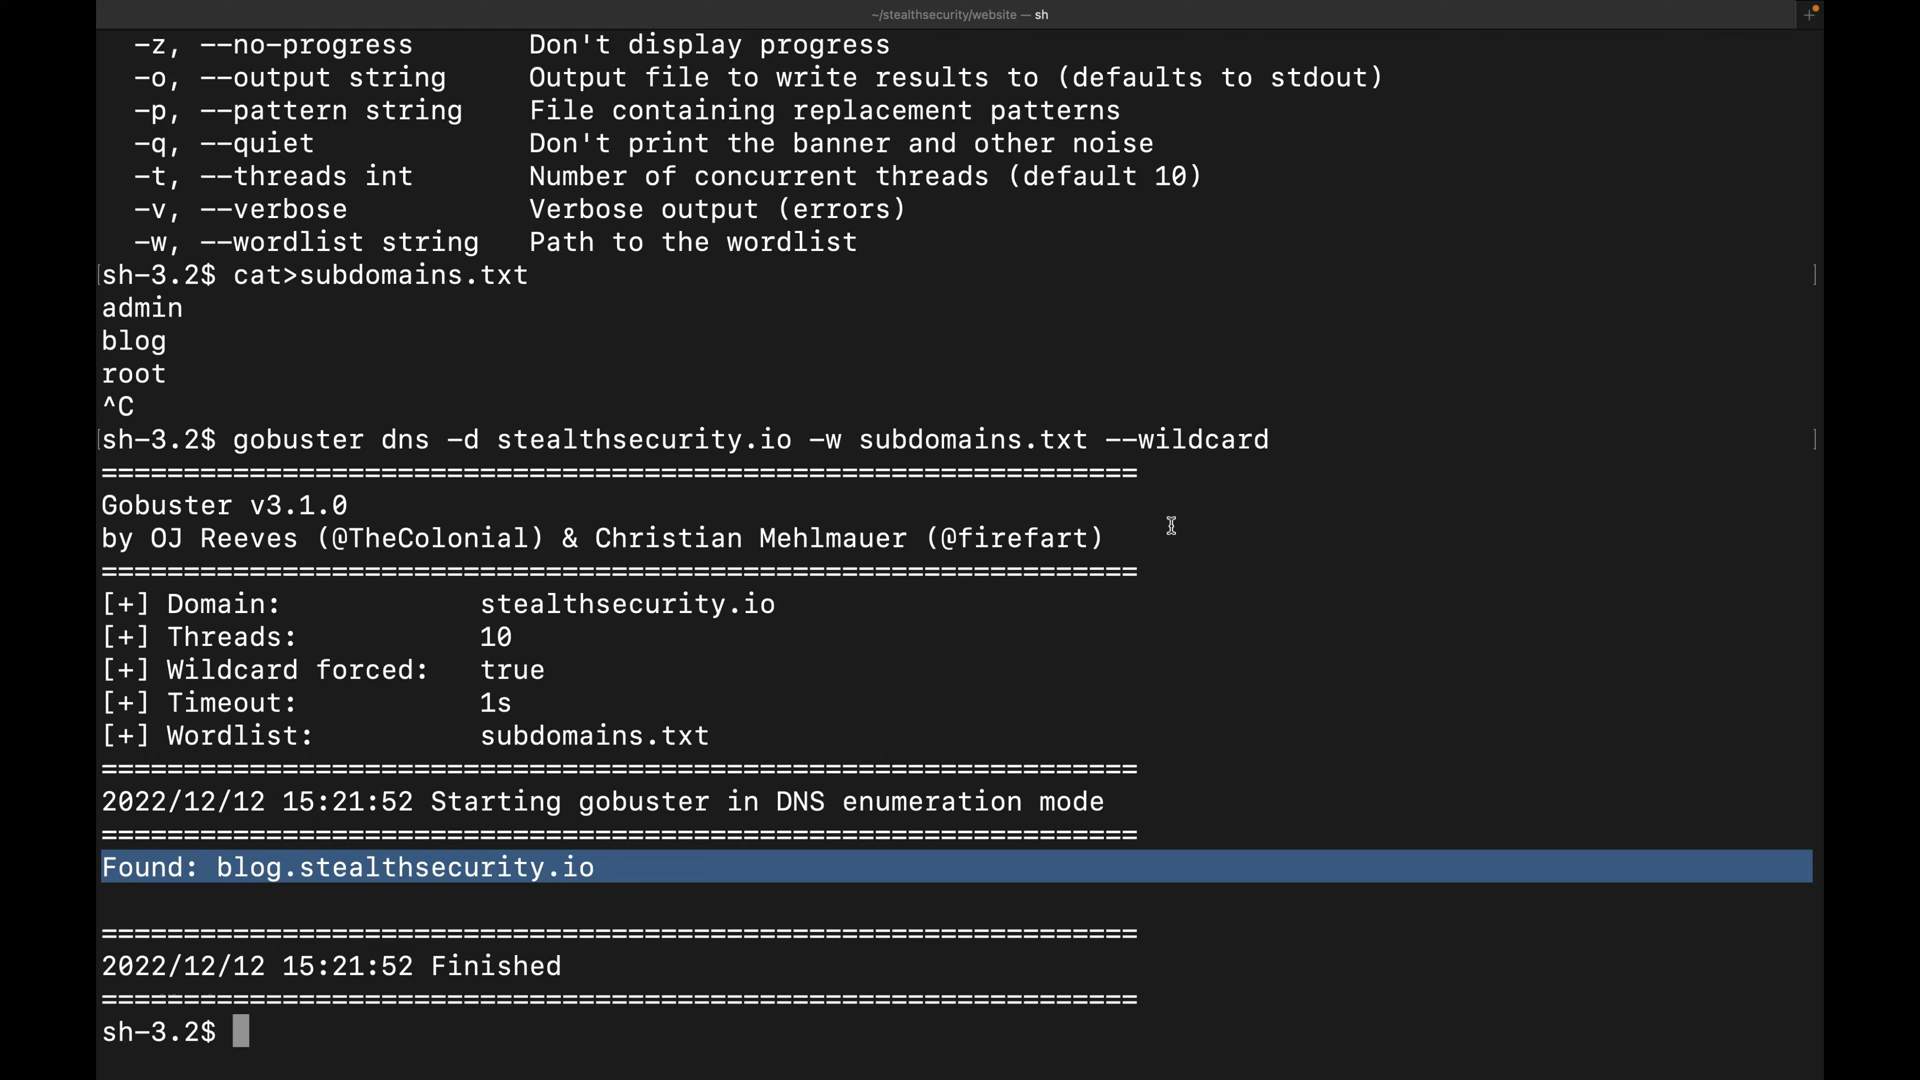 ~/stealthsecurity/website — sh
-z, --no-progress Don't display progress
-o, --output string Output file to write results to (defaults to stdout)
-p, --pattern string File containing replacement patterns
-q, --quiet Don't print the banner and other noise
-t, --threads int Number of concurrent threads (default 10)
-v, --verbose Verbose output (errors)
-w, --wordlist string Path to the wordlist
[sh-3.2$ cat>subdomains.txt ]
admin
blog
root
^C
[sh-3.2$ gobuster dns -d stealthsecurity.io -w subdomains.txt --wildcard ]
===============================================================
Gobuster v3.1.0
by OJ Reeves (@TheColonial) & Christian Mehlmauer (@firefart)
===============================================================
[+] Domain: stealthsecurity.io
[+] Threads: 10
[+] Wildcard forced: true
[+] Timeout: 1s
[+] Wordlist: subdomains.txt
===============================================================
2022/12/12 15:21:52 Starting gobuster in DNS enumeration mode
===============================================================
Found: blog.stealthsecurity.io
===============================================================
2022/12/12 15:21:52 Finished
===============================================================
sh-3.2$